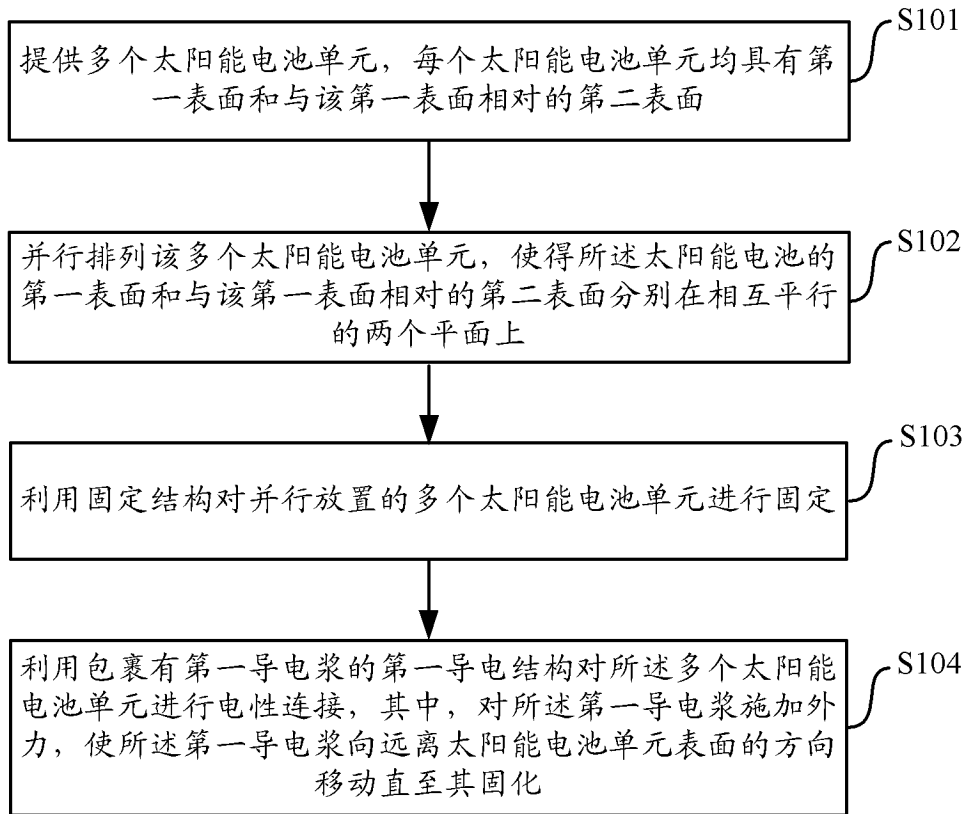 S101
提供多个太阳能电池单元，每个太阳能电池单元均具有第
一表面和与该第一表面相对的第二表面
S102
并行排列该多个太阳能电池单元，使得所述太阳能电池的
第一表面和与该第一表面相对的第二表面分别在相互平行
的两个平面上
S103
利用固定结构对并行放置的多个太阳能电池单元进行固定
S104
利用包裹有第一导电浆的第一导电结构对所述多个太阳能
电池单元进行电性连接，其中，对所述第一导电浆施加外
力，使所述第一导电浆向远离太阳能电池单元表面的方向
移动直至其固化